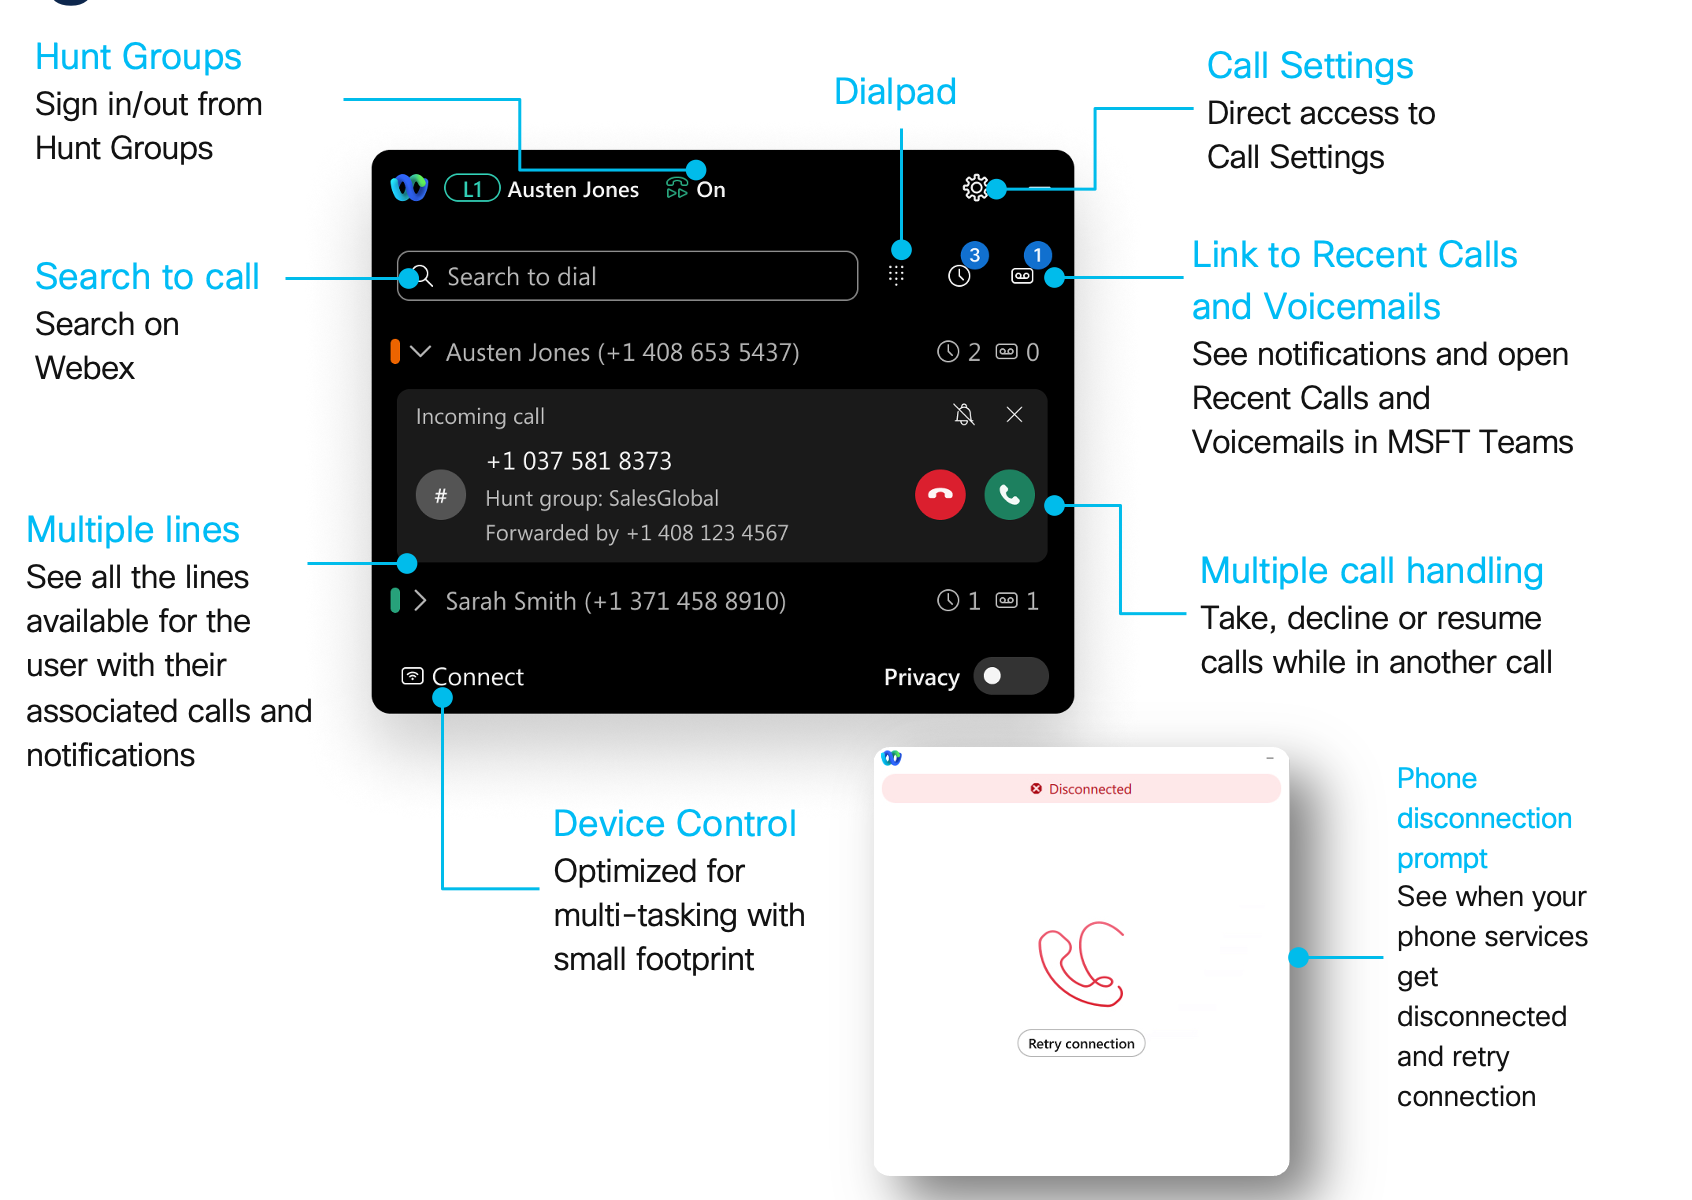 Hunt Groups
Sign in/out from
Hunt Groups
Dialpad
Call Settings
Direct access to
Call Settings
L1 Austen Jones On
Search to call
Search on
Webex
Search to dial
3
1
Link to Recent Calls
and Voicemails
See notifications and open
Recent Calls and
Voicemails in MSFT Teams
Austen Jones (+1 408 653 5437) 2 0
Incoming call
+1 037 581 8373
# Hunt group: SalesGlobal
Forwarded by +1 408 123 4567
Multiple lines
See all the lines
available for the
user with their
associated calls and
notifications
Sarah Smith (+1 371 458 8910) 1 1
Multiple call handling
Take, decline or resume
calls while in another call
Connect
Privacy
Device Control
Optimized for
multi-tasking with
small footprint
Disconnected
Retry connection
Phone
disconnection
prompt
See when your
phone services
get
disconnected
and retry
connection